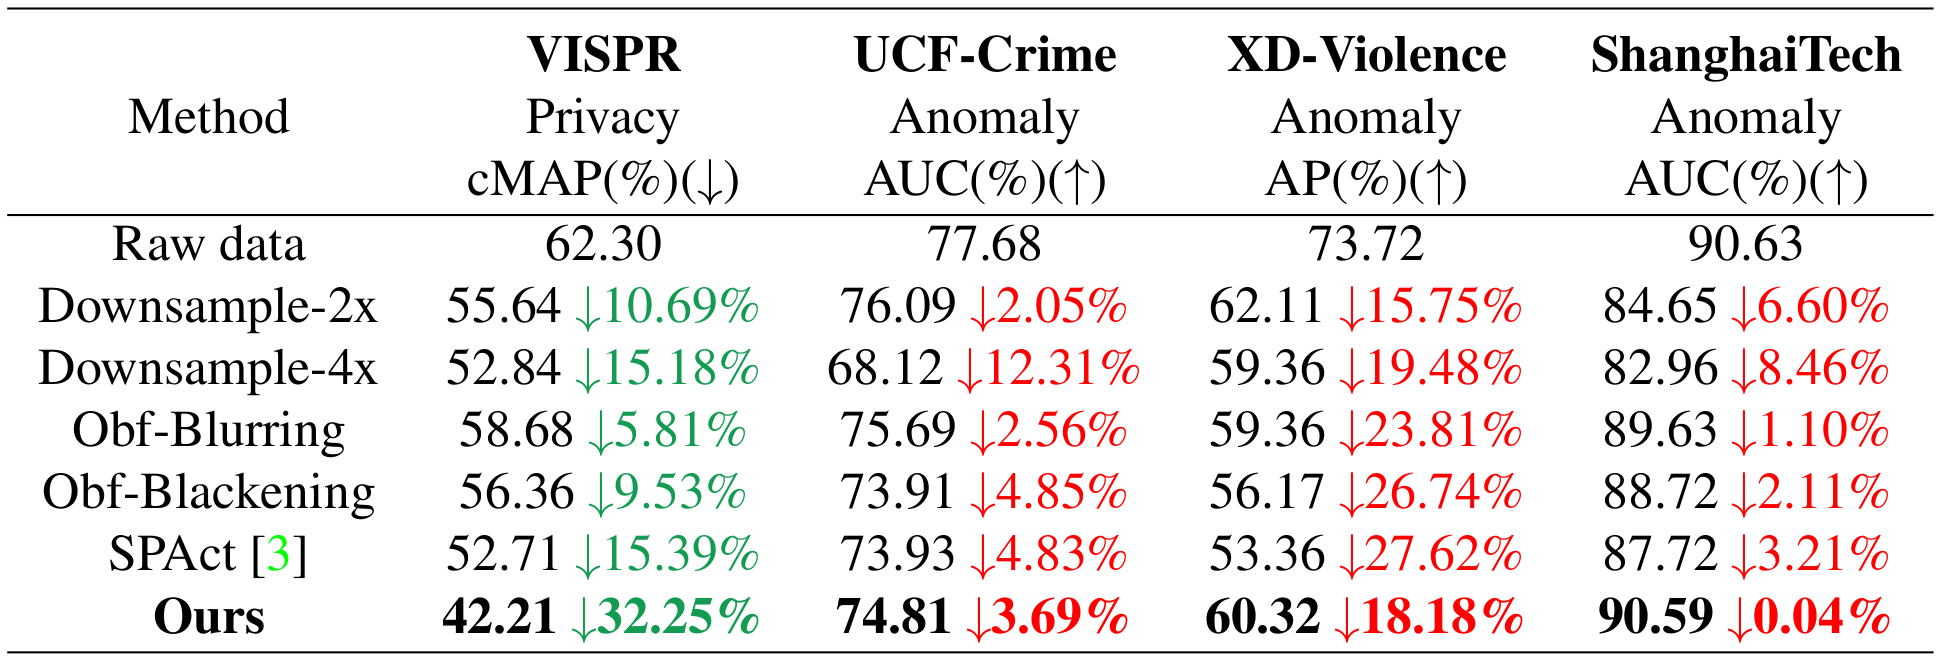 VISPR UCF-Crime XD-Violence ShanghaiTech
Method Privacy Anomaly Anomaly Anomaly
cMAP(%)(↓) AUC(%)(↑) AP(%)(↑) AUC(%)(↑)
Raw data 62.30 77.68 73.72 90.63
Downsample-2x 55.64 ↓10.69% 76.09 ↓2.05% 62.11 ↓15.75% 84.65 ↓6.60%
Downsample-4x 52.84 ↓15.18% 68.12 ↓12.31% 59.36 ↓19.48% 82.96 ↓8.46%
Obf-Blurring 58.68 ↓5.81% 75.69 ↓2.56% 59.36 ↓23.81% 89.63 ↓1.10%
Obf-Blackening 56.36 ↓9.53% 73.91 ↓4.85% 56.17 ↓26.74% 88.72 ↓2.11%
SPAct [3] 52.71 ↓15.39% 73.93 ↓4.83% 53.36 ↓27.62% 87.72 ↓3.21%
Ours 42.21 ↓32.25% 74.81 ↓3.69% 60.32 ↓18.18% 90.59 ↓0.04%